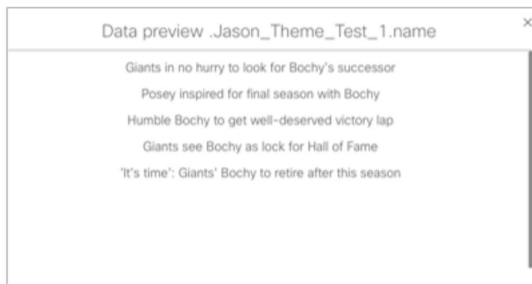 Data preview .Jason_Theme_Test_1.name
Giants in no hurry to look for Bochy's successor
Posey inspired for final season with Bochy
Humble Bochy to get well-deserved victory lap
Giants see Bochy as lock for Hall of Fame
'It's time': Giants' Bochy to retire after this season